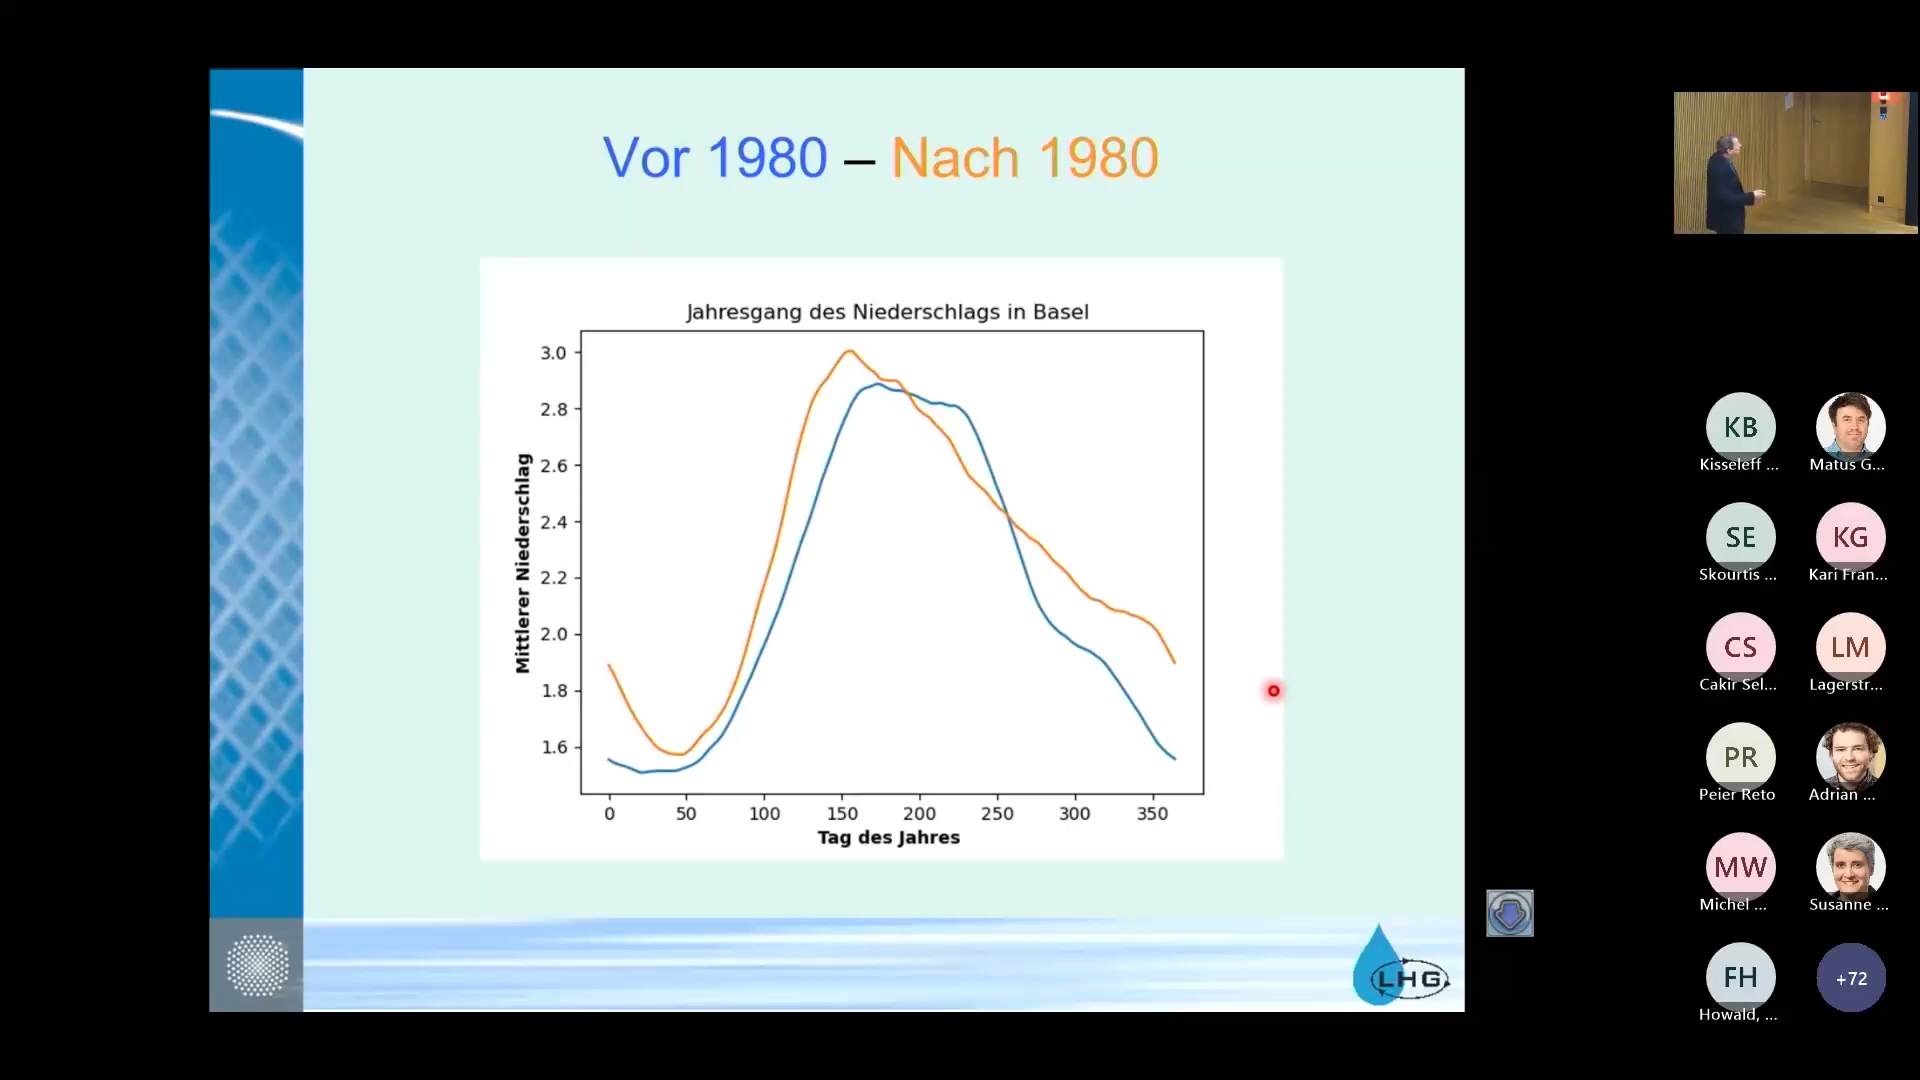 Vor 1980 – Nach 1980
Jahresgang des Niederschlags in Basel
Mittlerer Niederschlag
3.0
2.8
2.6
2.4
2.2
2.0
1.8
1.6
0 50 100 150 200 250 300 350
Tag des Jahres
LHG
KB
Kisseleff ...
Matus G...
SE
Skourtis ...
KG
Kari Fran...
CS
Cakir Sel...
LM
Lagerstr...
PR
Peier Reto
Adrian ...
MW
Michel ...
Susanne ...
FH
Howald, ...
+72